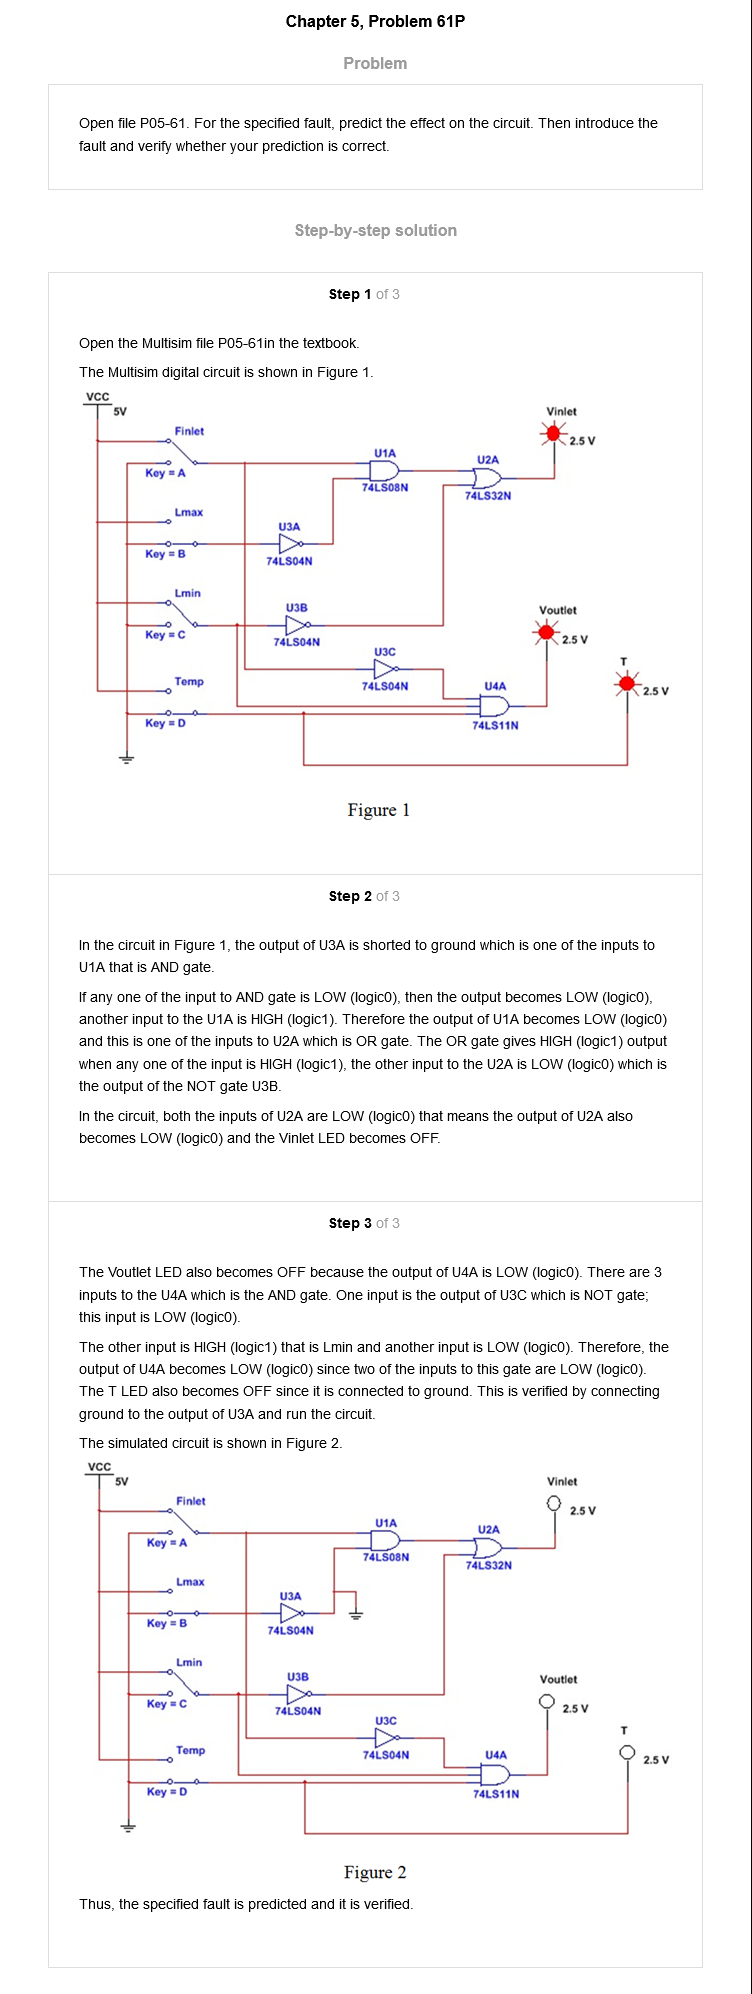 Chapter 5, Problem 61P
Problem
Open file P05-61. For the specified fault, predict the effect on the circuit. Then introduce the
fault and verify whether your prediction is correct.
Step-by-step solution
Step 1 of 3
Open the Multisim file P05-61in the textbook.
The Multisim digital circuit is shown in Figure 1.
VCC
5V
Finlet
Key = A
Lmax
Key = B
Lmin
Key = C
Temp
Key = D
U3A
74LS04N
U3B
74LS04N
U1A
74LS08N
U3C
74LS04N
U2A
74LS32N
U4A
74LS11N
Vinlet
2.5 V
Voutlet
2.5 V
T
2.5 V
Figure 1
Step 2 of 3
In the circuit in Figure 1, the output of U3A is shorted to ground which is one of the inputs to
U1A that is AND gate.
If any one of the input to AND gate is LOW (logic0), then the output becomes LOW (logic0),
another input to the U1A is HIGH (logic1). Therefore the output of U1A becomes LOW (logic0)
and this is one of the inputs to U2A which is OR gate. The OR gate gives HIGH (logic1) output
when any one of the input is HIGH (logic1), the other input to the U2A is LOW (logic0) which is
the output of the NOT gate U3B.
In the circuit, both the inputs of U2A are LOW (logic0) that means the output of U2A also
becomes LOW (logic0) and the Vinlet LED becomes OFF.
Step 3 of 3
The Voutlet LED also becomes OFF because the output of U4A is LOW (logic0). There are 3
inputs to the U4A which is the AND gate. One input is the output of U3C which is NOT gate;
this input is LOW (logic0).
The other input is HIGH (logic1) that is Lmin and another input is LOW (logic0). Therefore, the
output of U4A becomes LOW (logic0) since two of the inputs to this gate are LOW (logic0).
The T LED also becomes OFF since it is connected to ground. This is verified by connecting
ground to the output of U3A and run the circuit.
The simulated circuit is shown in Figure 2.
VCC
5V
Finlet
Key = A
Lmax
Key = B
Lmin
Key = C
Temp
Key = D
U3A
74LS04N
U3B
74LS04N
U1A
74LS08N
U3C
74LS04N
U2A
74LS32N
U4A
74LS11N
Vinlet
2.5 V
Voutlet
2.5 V
T
2.5 V
Figure 2
Thus, the specified fault is predicted and it is verified.